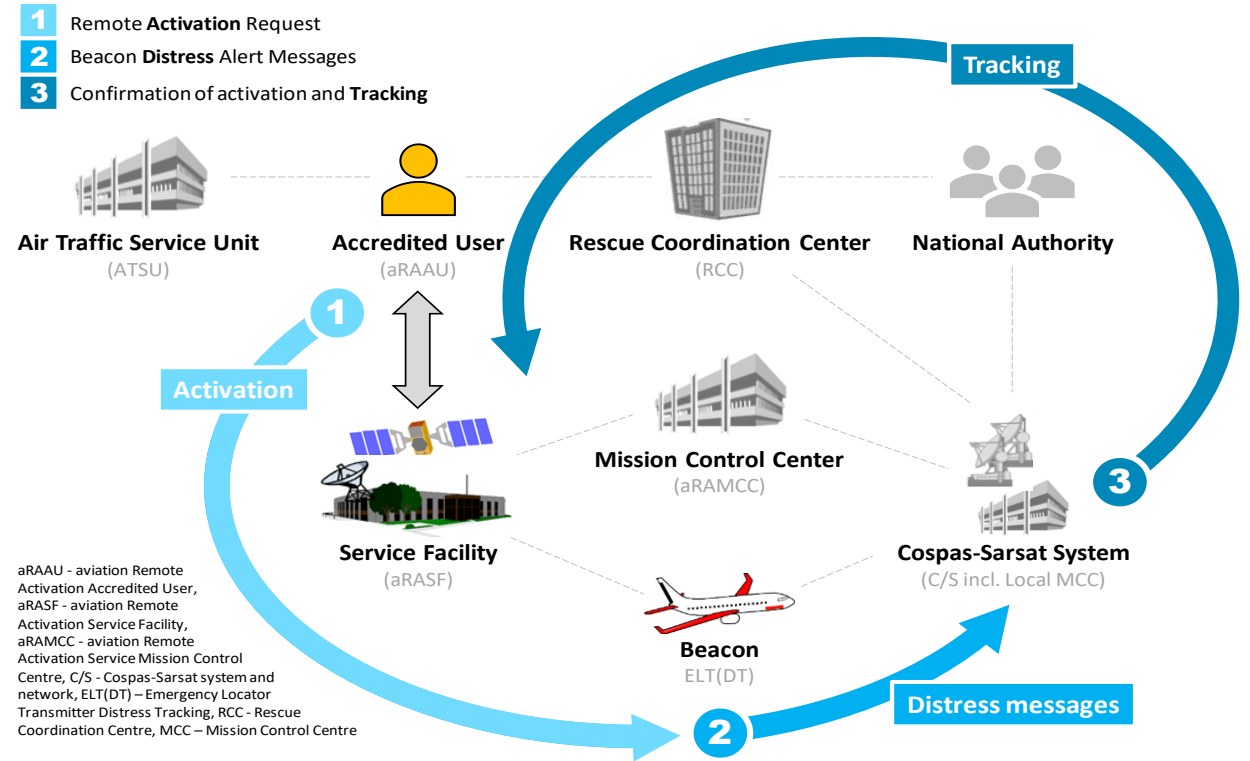 1 Remote Activation Request
2 Beacon Distress Alert Messages
3 Confirmation of activation and Tracking
Tracking
Air Traffic Service Unit
(ATSU)
Accredited User
(aRAAU)
Rescue Coordination Center
(RCC)
National Authority
1
Activation
Mission Control Center
(aRAMCC)
3
Service Facility
(aRASF)
Cospas-Sarsat System
(C/S incl. Local MCC)
Beacon
ELT(DT)
Distress messages
2
aRAAU - aviation Remote
Activation Accredited User,
aRASF - aviation Remote
Activation Service Facility,
aRAMCC - aviation Remote
Activation Service Mission Control
Centre, C/S - Cospas-Sarsat system and
network, ELT(DT) – Emergency Locator
Transmitter Distress Tracking, RCC - Rescue
Coordination Centre, MCC – Mission Control Centre